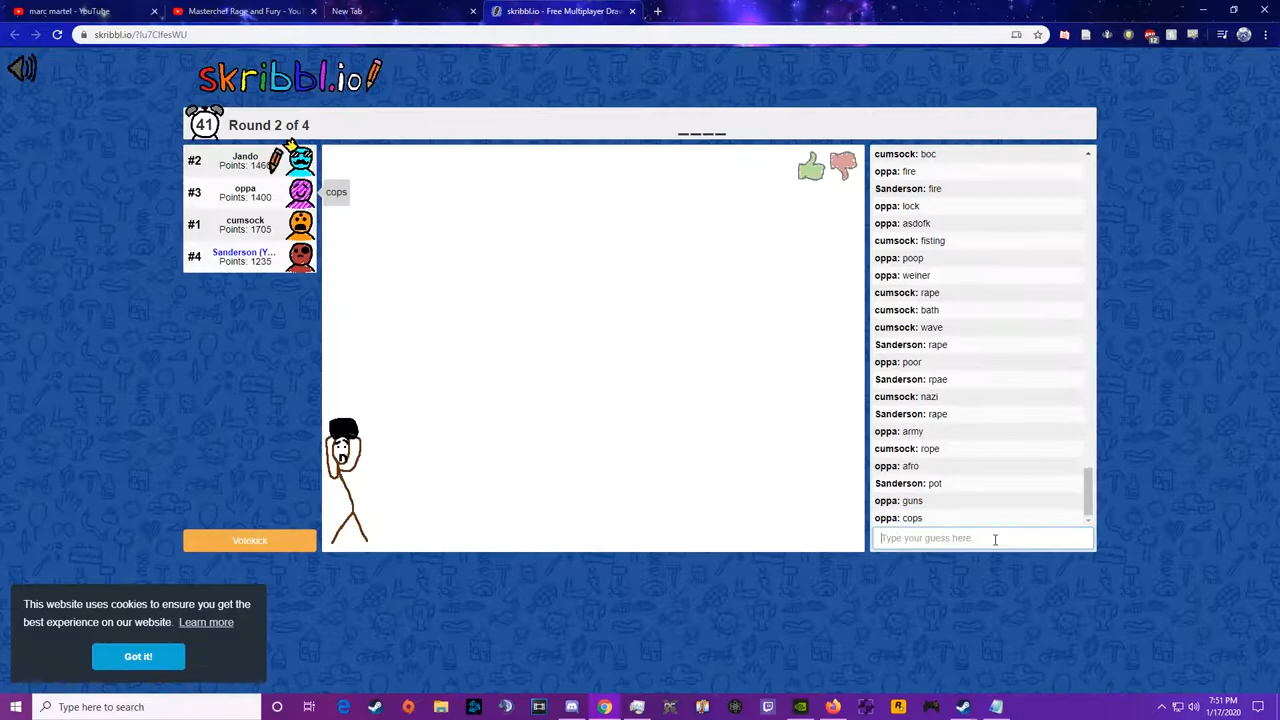 març martel - YouTube
Masterchef Rage and Fury - YouT
New Tab
skribbl.io - Free Multiplayer Draw
skribbl.io/?lu7CIfesWU
12
skribbl.io
41
Round 2 of 4
____
#2 Jando
Points: 1460
#3 oppa
Points: 1400
cops
#1 cumsock
Points: 1705
#4 Sanderson (Y...
Points: 1235
cumsock: boc
oppa: fire
Sanderson: fire
oppa: lock
oppa: asdofk
cumsock: fisting
oppa: poop
oppa: weiner
cumsock: rape
cumsock: bath
cumsock: wave
Sanderson: rape
oppa: poor
Sanderson: rpae
cumsock: nazi
Sanderson: rape
oppa: army
cumsock: rope
oppa: afro
Sanderson: pot
oppa: guns
oppa: cops
Type your guess here...
Votekick
This website uses cookies to ensure you get the
best experience on our website. Learn more
Got it!
Type here to search
7:51 PM
1/17/2020